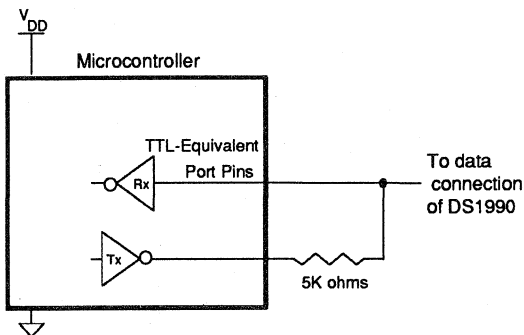 VDD
Microcontroller
TTL-Equivalent
Port Pins
Rx
To data
connection
of DS1990
Tx
5K ohms